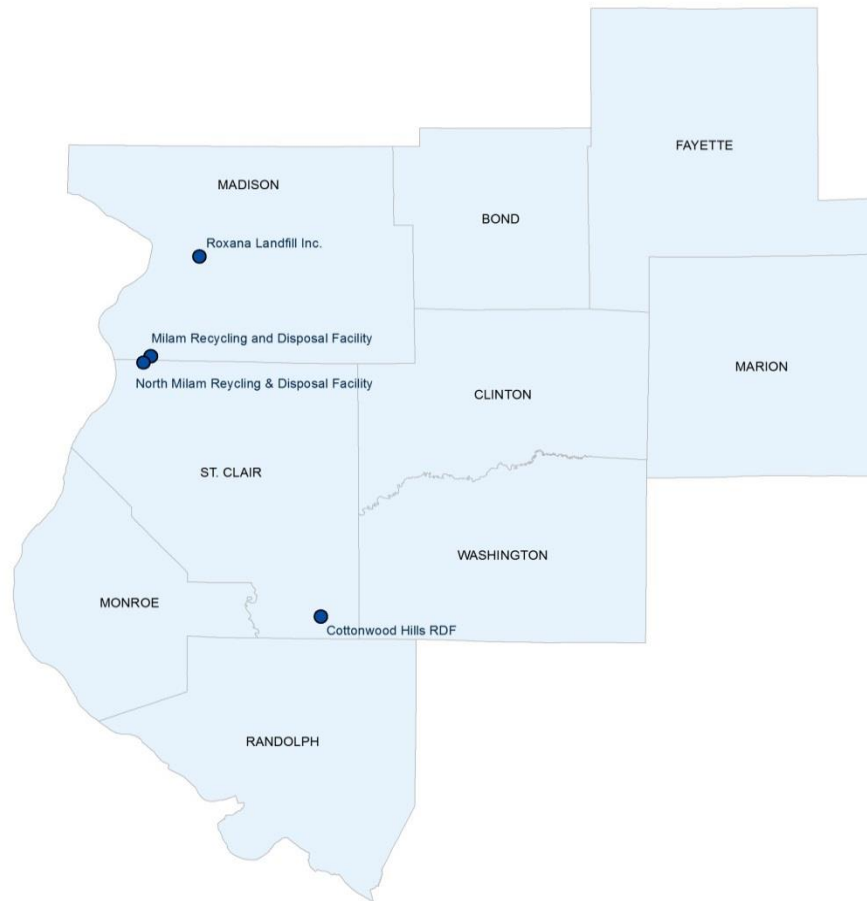 FAYETTE
MADISON
BOND
Roxana Landfill Inc.
Milam Recycling and Disposal Facility
MARION
North Milam Reycling & Disposal Facility
CLINTON
ST. CLAIR
WASHINGTON
MONROE
Cottonwood Hills RDF
RANDOLPH